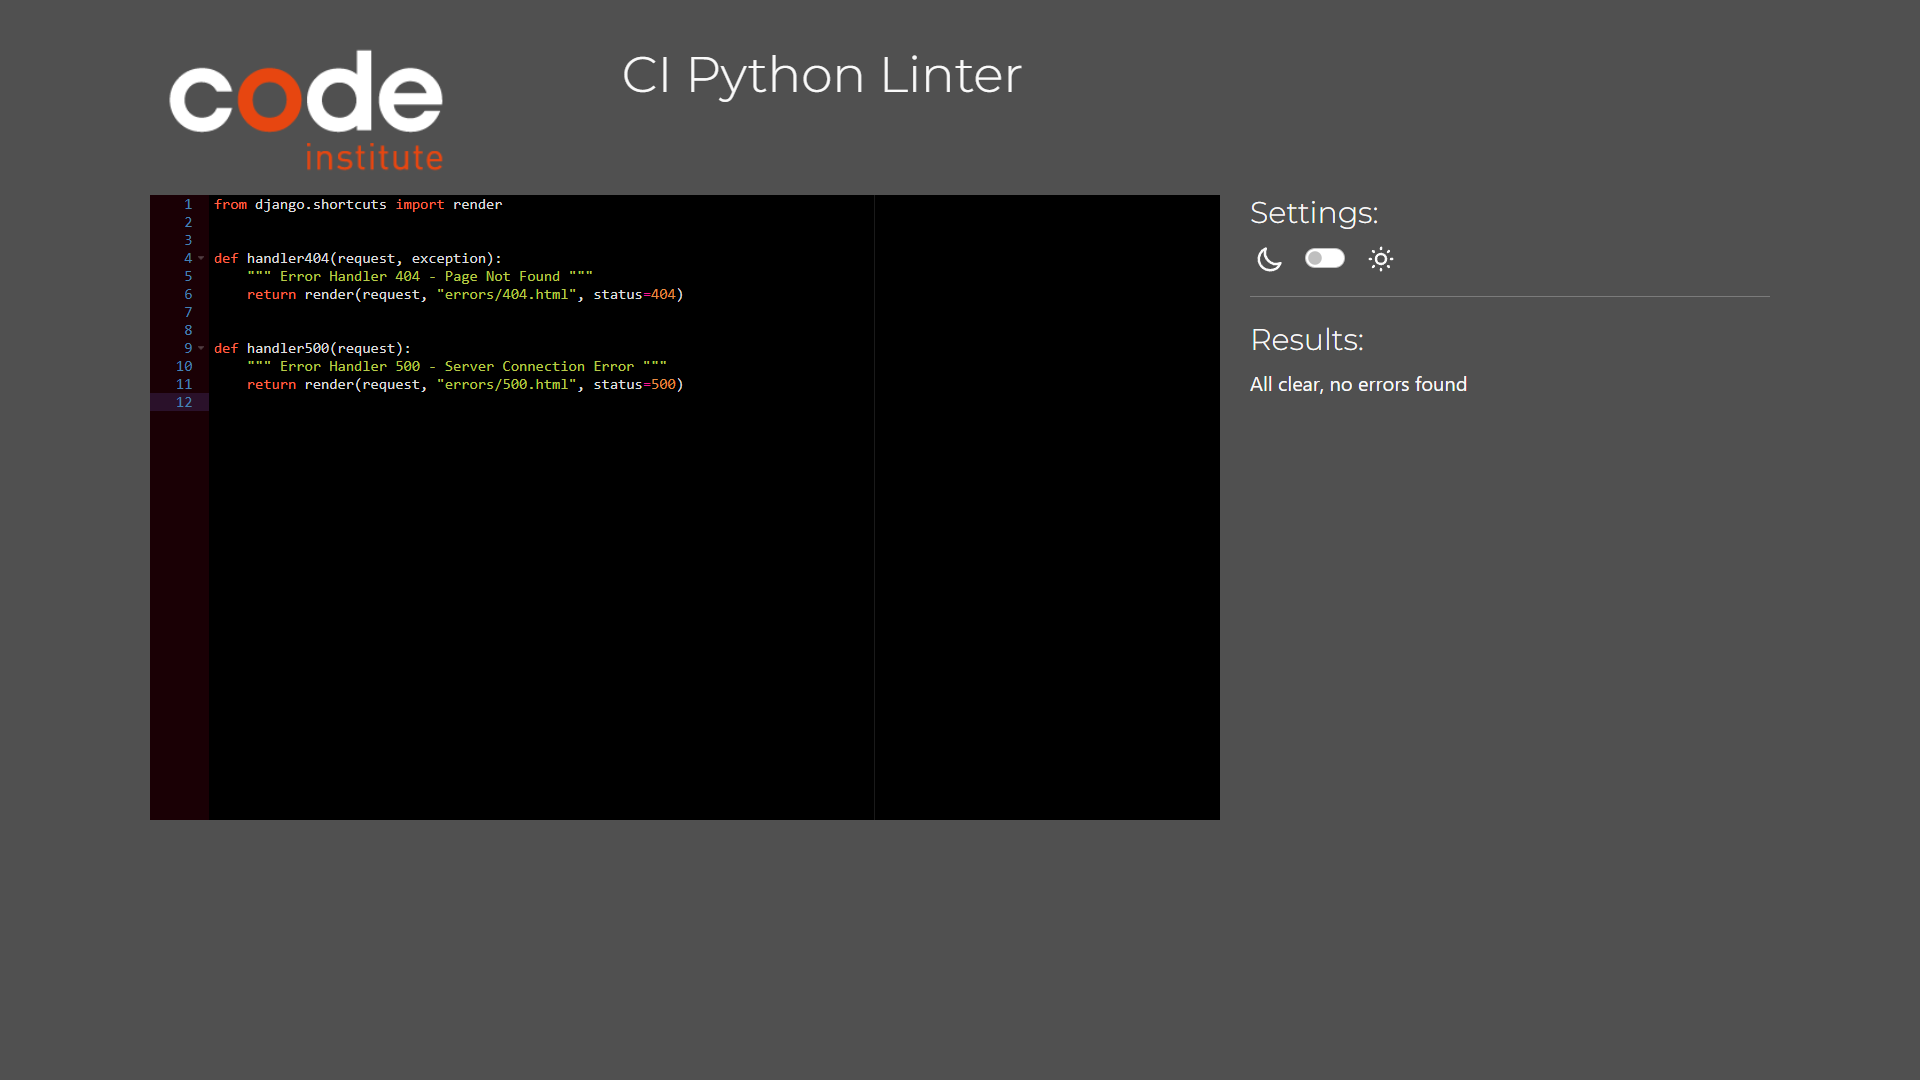 code
institute
CI Python Linter
1 from django.shortcuts import render
2
3
4 def handler404(request, exception):
5     """ Error Handler 404 - Page Not Found """
6     return render(request, "errors/404.html", status=404)
7
8
9 def handler500(request):
10     """ Error Handler 500 - Server Connection Error """
11     return render(request, "errors/500.html", status=500)
12
Settings:
Results:
All clear, no errors found